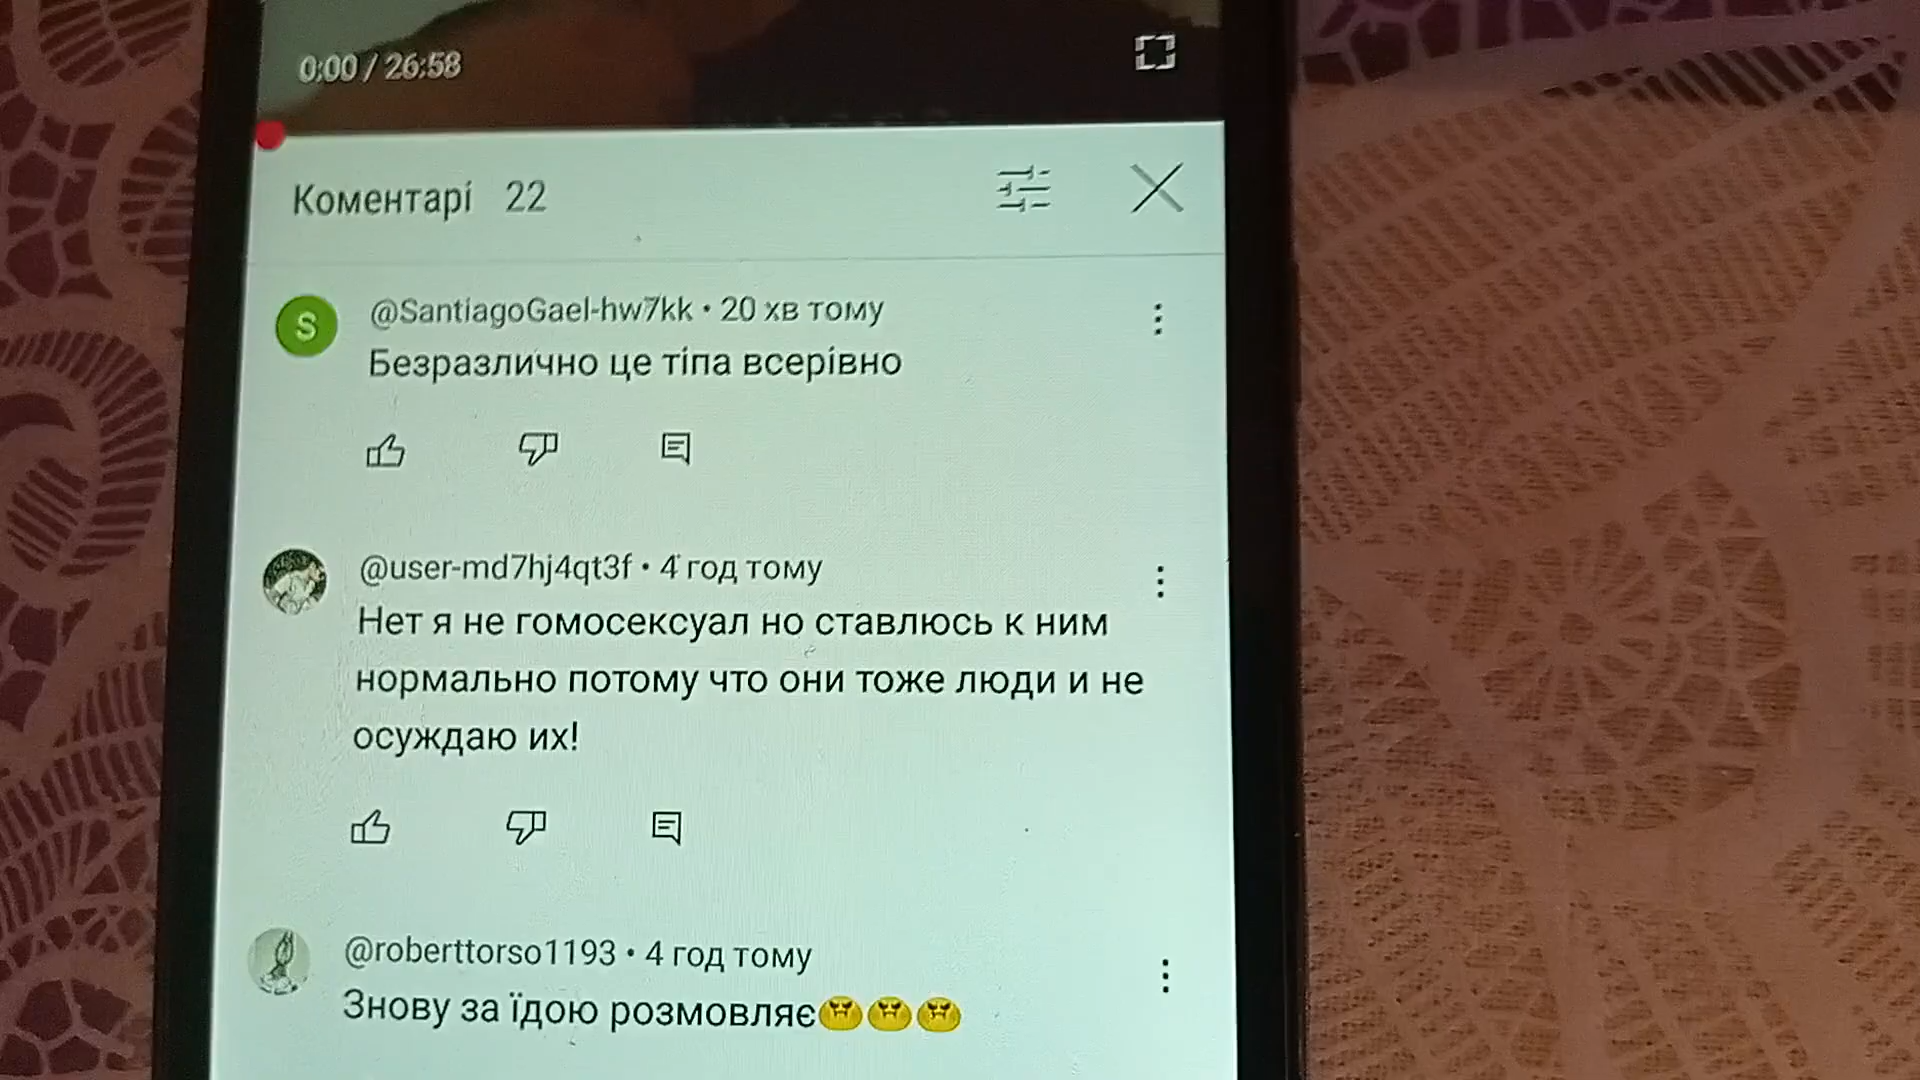 0:00 / 26:58
Коментарі 22
S
@SantiagoGael-hw7kk • 20 хв тому
Безразлично це тіпа всерівно
@user-md7hj4qt3f • 4 год тому
Нет я не гомосексуал но ставлюсь к ним
нормально потому что они тоже люди и не
осуждаю их!
@roberttorso1193 • 4 год тому
Знову за їдою розмовляє😠😠😠